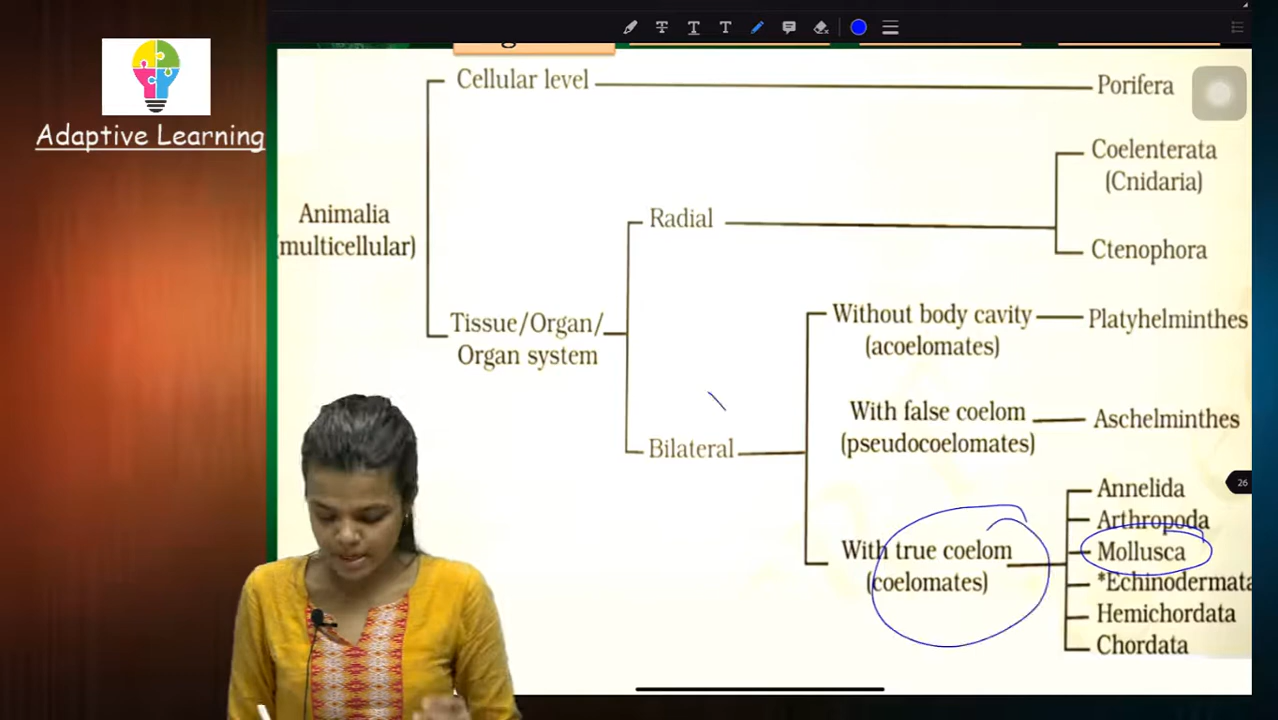 Adaptive Learning
Cellular level
Porifera
Coelenterata
(Cnidaria)
Animalia
(multicellular)
Radial
Ctenophora
Tissue/Organ/
Organ system
Without body cavity
(acoelomates)
Platyhelminthes
With false coelom
(pseudocoelomates)
Aschelminthes
Bilateral
With true coelom
(coelomates)
Annelida
Arthropoda
Mollusca
*Echinodermata
Hemichordata
Chordata
26
T
T
T